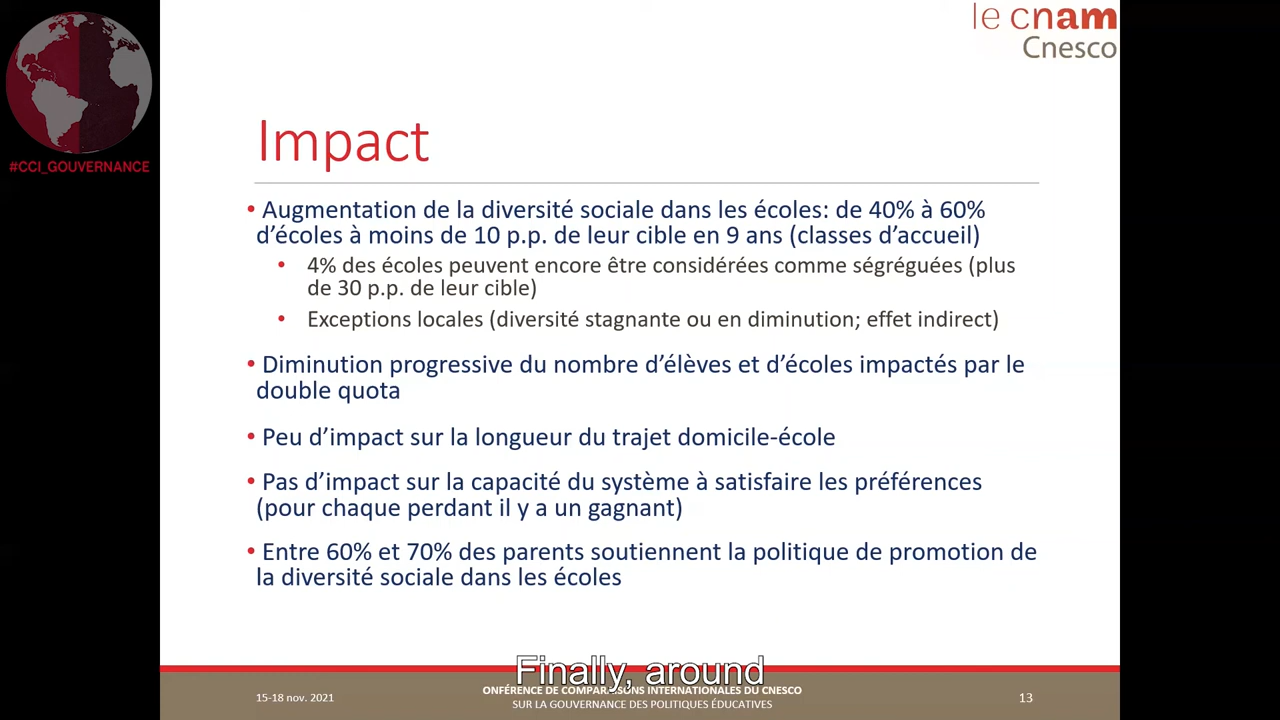 le cnam
Cnesco
#CCI_GOUVERNANCE
Impact
• Augmentation de la diversité sociale dans les écoles: de 40% à 60%
d’écoles à moins de 10 p.p. de leur cible en 9 ans (classes d’accueil)
• 4% des écoles peuvent encore être considérées comme ségréguées (plus
de 30 p.p. de leur cible)
• Exceptions locales (diversité stagnante ou en diminution; effet indirect)
• Diminution progressive du nombre d’élèves et d’écoles impactés par le
double quota
• Peu d’impact sur la longueur du trajet domicile-école
• Pas d’impact sur la capacité du système à satisfaire les préférences
(pour chaque perdant il y a un gagnant)
• Entre 60% et 70% des parents soutiennent la politique de promotion de
la diversité sociale dans les écoles
Finally, around
15-18 nov. 2021
ONFÉRENCE DE COMPARAISONS INTERNATIONALES DU CNESCO
SUR LA GOUVERNANCE DES POLITIQUES ÉDUCATIVES
13